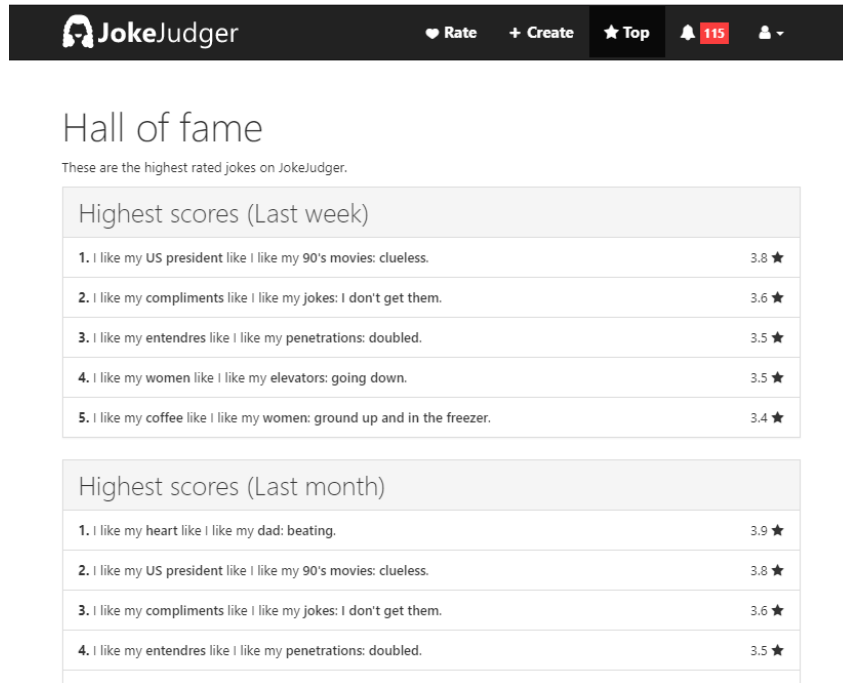 JokeJudger
Rate
+ Create
Top
115
Hall of fame
These are the highest rated jokes on JokeJudger.
Highest scores (Last week)
1. I like my US president like I like my 90's movies: clueless. 3.8
2. I like my compliments like I like my jokes: I don't get them. 3.6
3. I like my entendres like I like my penetrations: doubled. 3.5
4. I like my women like I like my elevators: going down. 3.5
5. I like my coffee like I like my women: ground up and in the freezer. 3.4
Highest scores (Last month)
1. I like my heart like I like my dad: beating. 3.9
2. I like my US president like I like my 90's movies: clueless. 3.8
3. I like my compliments like I like my jokes: I don't get them. 3.6
4. I like my entendres like I like my penetrations: doubled. 3.5